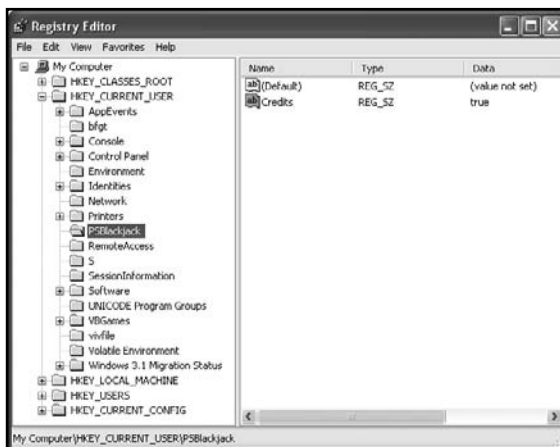 Registry Editor
File Edit View Favorites Help
My Computer
HKEY_CLASSES_ROOT
HKEY_CURRENT_USER
AppEvents
bfgt
Console
Control Panel
Environment
Identities
Network
Printers
PSBlackjack
RemoteAccess
S
SessionInformation
Software
UNICODE Program Groups
VBGames
vivfile
Volatile Environment
Windows 3.1 Migration Status
HKEY_LOCAL_MACHINE
HKEY_USERS
HKEY_CURRENT_CONFIG
Name Type Data
ab (Default) REG_SZ (value not set)
ab Credits REG_SZ true
My Computer\HKEY_CURRENT_USER\PSBlackjack